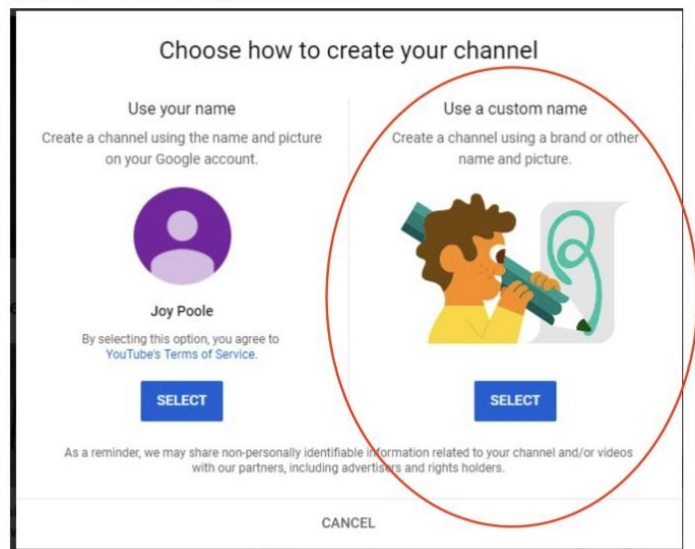 Choose how to create your channel
Use your name
Create a channel using the name and picture
on your Google account.
Joy Poole
By selecting this option, you agree to
YouTube's Terms of Service.
SELECT
Use a custom name
Create a channel using a brand or other
name and picture.
SELECT
As a reminder, we may share non-personally identifiable information related to your channel and/or videos
with our partners, including advertisers and rights holders.
CANCEL